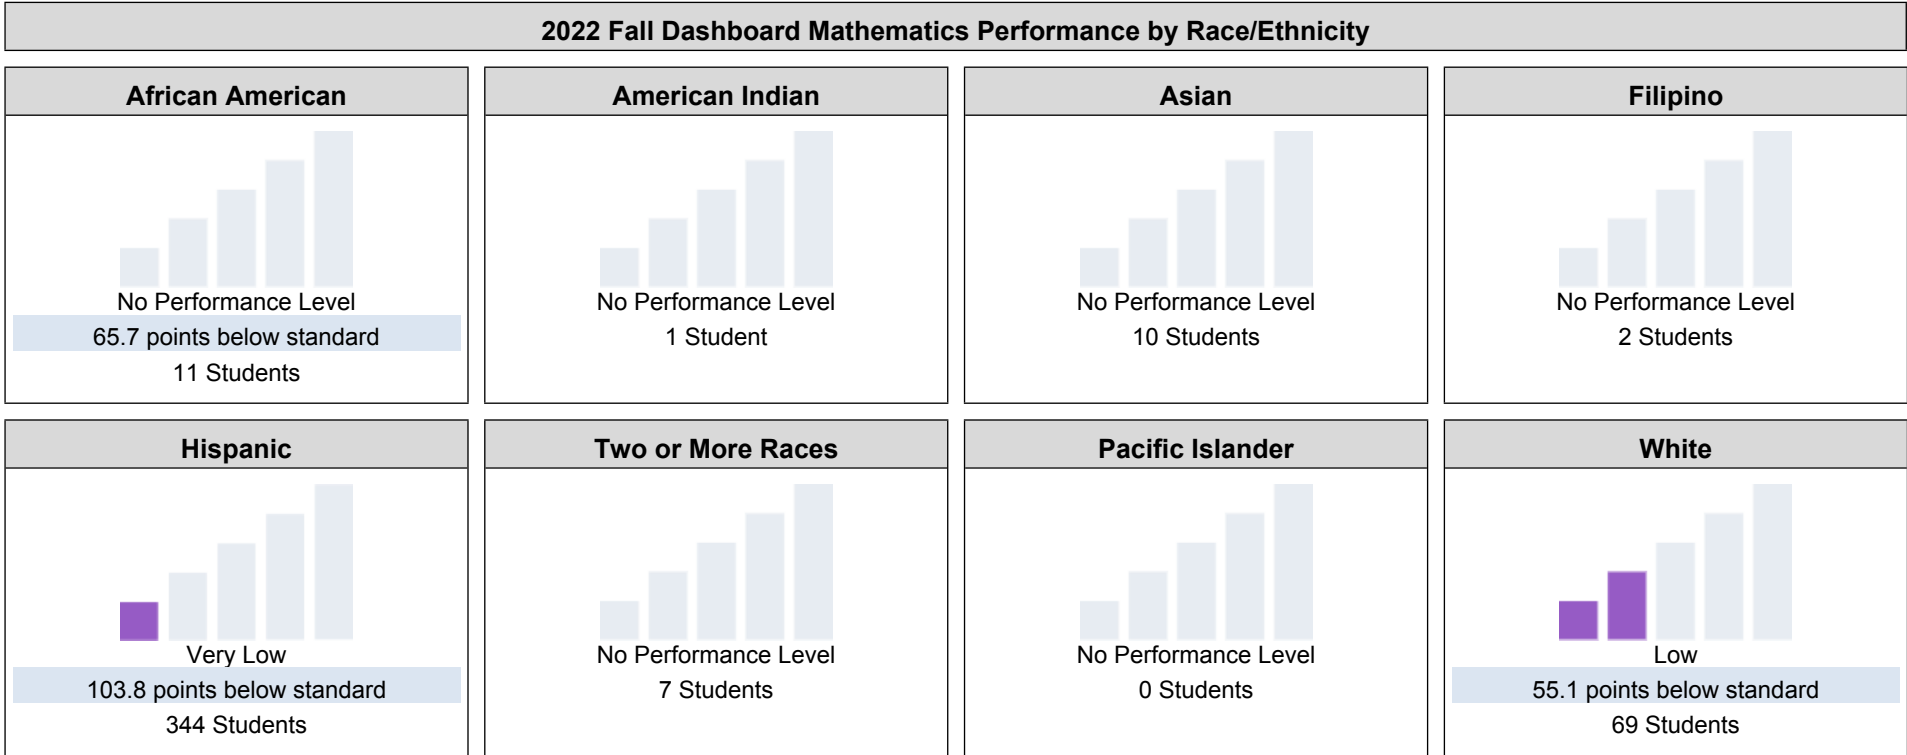 2022 Fall Dashboard Mathematics Performance by Race/Ethnicity
African American
No Performance Level
65.7 points below standard
11 Students
American Indian
No Performance Level
1 Student
Asian
No Performance Level
10 Students
Filipino
No Performance Level
2 Students
Hispanic
Very Low
103.8 points below standard
344 Students
Two or More Races
No Performance Level
7 Students
Pacific Islander
No Performance Level
0 Students
White
Low
55.1 points below standard
69 Students